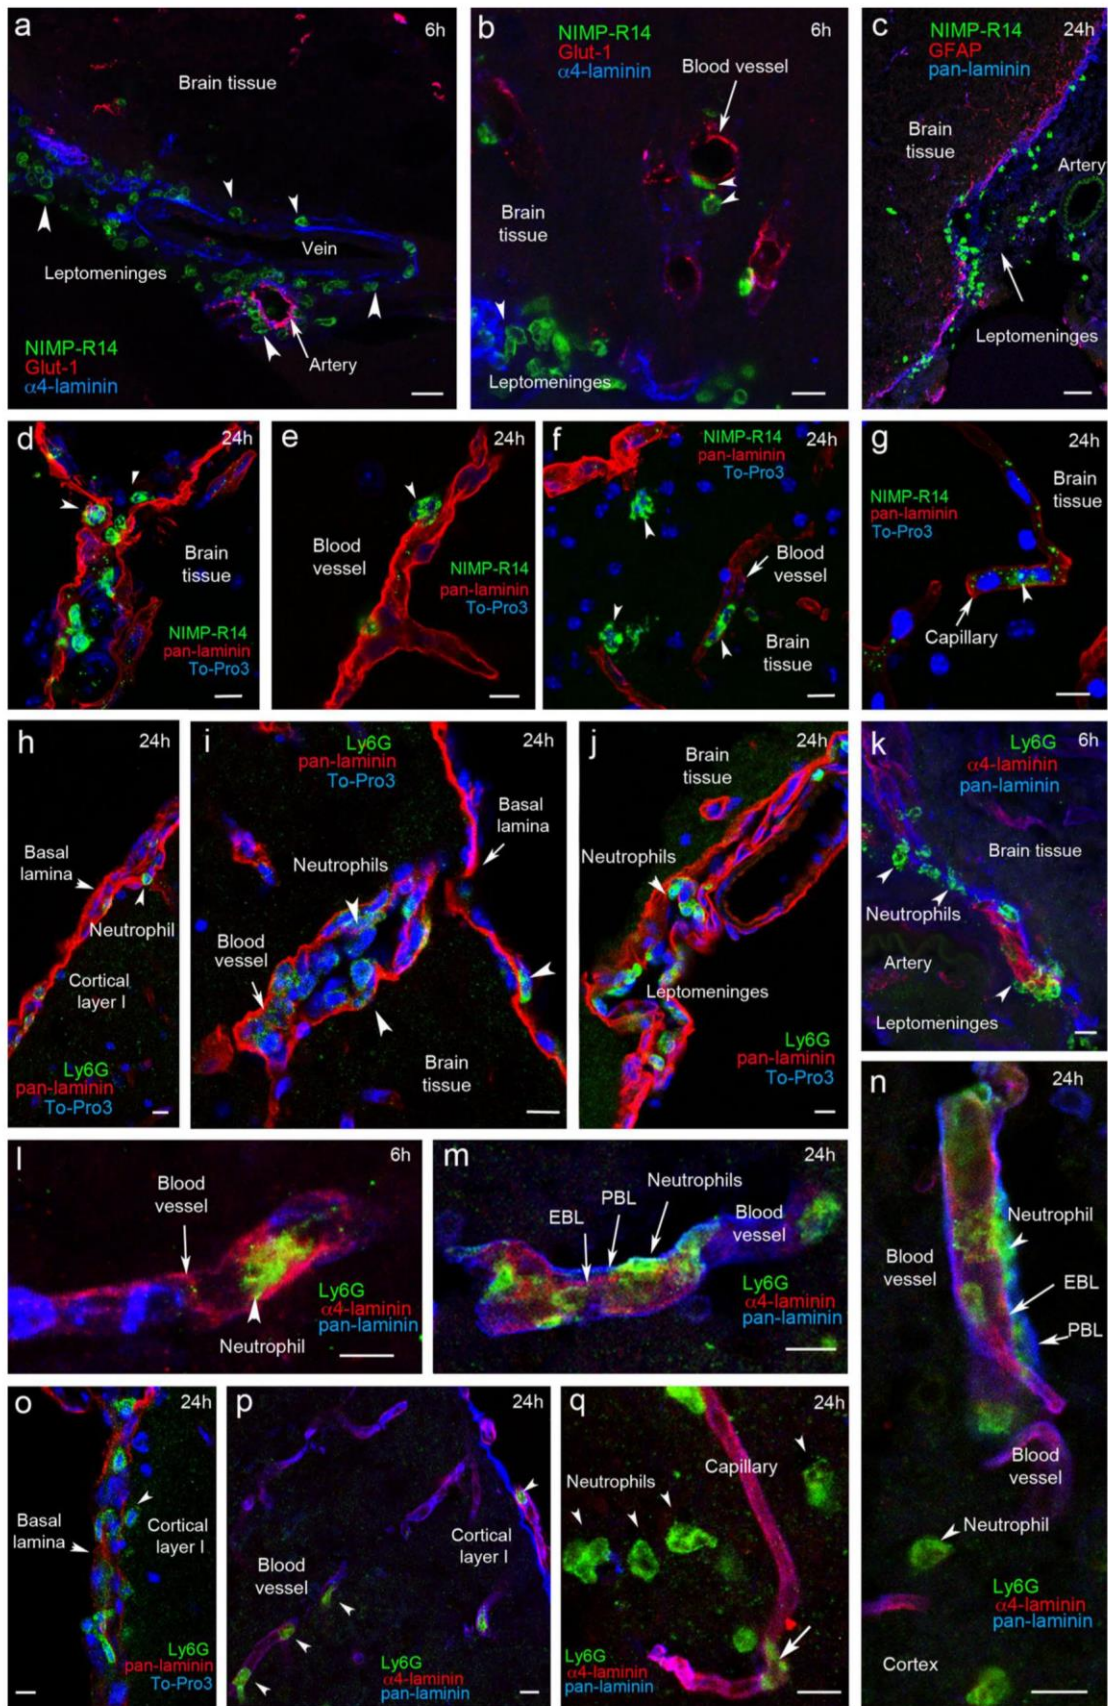 a
6h
Brain tissue
Vein
Leptomeninges
NIMP-R14
Glut-1
α4-laminin
Artery
b
6h
NIMP-R14
Glut-1
α4-laminin
Blood vessel
Brain
tissue
Leptomeninges
c
24h
NIMP-R14
GFAP
pan-laminin
Brain
tissue
Artery
Leptomeninges
d
24h
Brain
tissue
NIMP-R14
pan-laminin
To-Pro3
e
24h
Blood
vessel
NIMP-R14
pan-laminin
To-Pro3
f
24h
NIMP-R14
pan-laminin
To-Pro3
Blood
vessel
Brain
tissue
g
24h
Brain
tissue
NIMP-R14
pan-laminin
To-Pro3
Capillary
h
24h
Basal
lamina
Neutrophil
Cortical
layer I
Ly6G
pan-laminin
To-Pro3
i
24h
Ly6G
pan-laminin
To-Pro3
Basal
lamina
Neutrophils
Blood
vessel
Brain
tissue
j
24h
Brain
tissue
Neutrophils
Leptomeninges
Ly6G
pan-laminin
To-Pro3
k
6h
Ly6G
α4-laminin
pan-laminin
Brain tissue
Neutrophils
Artery
Leptomeninges
l
6h
Blood
vessel
Ly6G
α4-laminin
pan-laminin
Neutrophil
m
24h
Neutrophils
PBL
EBL
Blood
vessel
Ly6G
α4-laminin
pan-laminin
n
24h
Neutrophil
Blood
vessel
EBL
PBL
Blood
vessel
Neutrophil
Ly6G
α4-laminin
pan-laminin
Cortex
o
24h
Basal
lamina
Cortical
layer I
Ly6G
pan-laminin
To-Pro3
p
24h
Cortical
layer I
Blood
vessel
Ly6G
α4-laminin
pan-laminin
q
24h
Neutrophils
Capillary
Ly6G
α4-laminin
pan-laminin